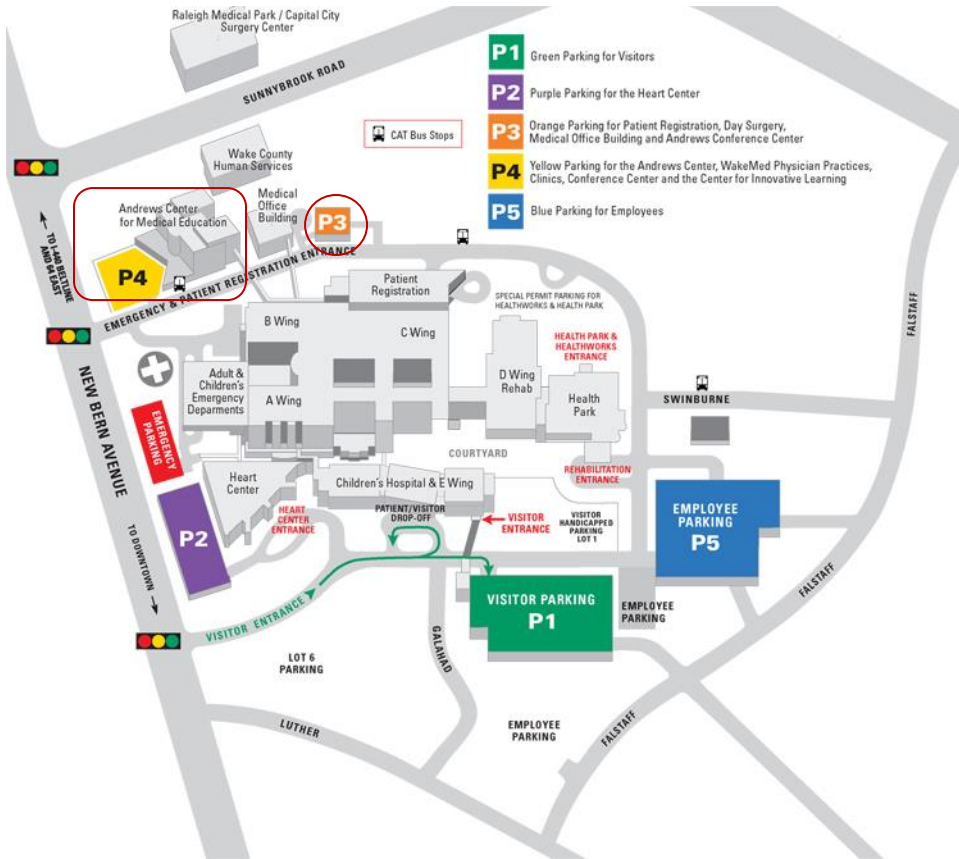 Raleigh Medical Park / Capital City
Surgery Center
SUNNYBROOK ROAD
P1
Green Parking for Visitors
P2
Purple Parking for the Heart Center
P3
Orange Parking for Patient Registration, Day Surgery,
Medical Office Building and Andrews Conference Center
P4
Yellow Parking for the Andrews Center, WakeMed Physician Practices,
Clinics, Conference Center and the Center for Innovative Learning
P5
Blue Parking for Employees
CAT Bus Stops
Wake County
Human Services
Medical
Office
Building
Andrews Center
for Medical Education
P3
P4
TO I-440 BELTLINE
AND 64 EAST
EMERGENCY & PATIENT REGISTRATION ENTRANCE
Patient
Registration
SPECIAL PERMIT PARKING FOR
HEALTHWORKS & HEALTH PARK
B Wing
C Wing
HEALTH PARK &
HEALTHWORKS
ENTRANCE
FALSTAFF
Adult &
Children's
Emergency
Deparments
A Wing
D Wing
Rehab
Health
Park
SWINBURNE
NEW BERN AVENUE
EMERGENCY
PARKING
COURTYARD
REHABILITATION
ENTRANCE
Heart
Center
Children's Hospital & E Wing
HEART
CENTER
ENTRANCE
PATIENT/VISITOR
DROP-OFF
VISITOR
ENTRANCE
VISITOR
HANDICAPPED
PARKING
LOT 1
EMPLOYEE
PARKING
P5
P2
TO DOWNTOWN
VISITOR ENTRANCE
VISITOR PARKING
P1
EMPLOYEE
PARKING
FALSTAFF
GALAHAD
LOT 6
PARKING
LUTHER
EMPLOYEE
PARKING
FALSTAFF